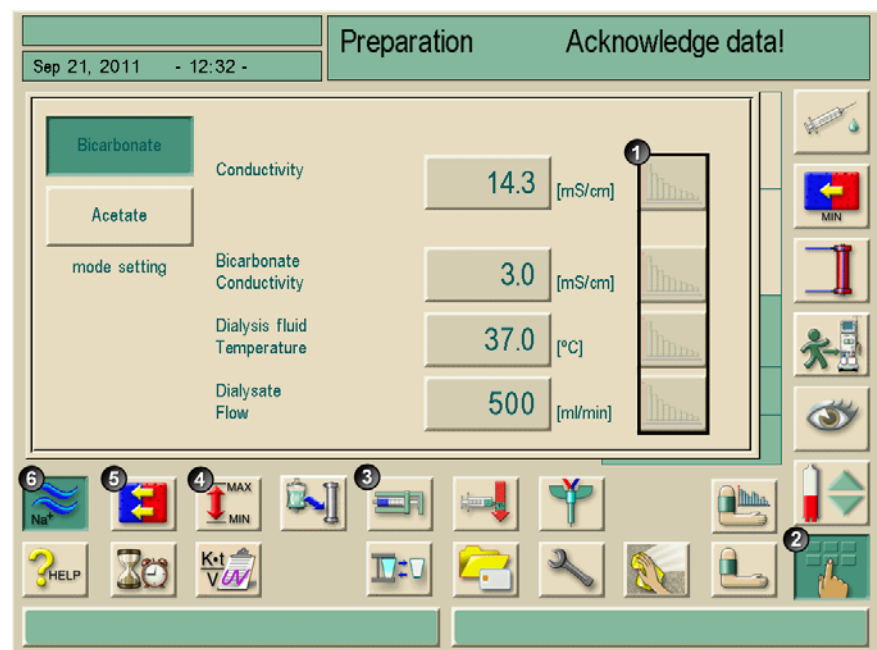 Preparation Acknowledge data!
Sep 21, 2011 - 12:32 -
Bicarbonate
Acetate
mode setting
Conductivity
14.3 [mS/cm]
1
Bicarbonate
Conductivity
3.0 [mS/cm]
Dialysis fluid
Temperature
37.0 [ºC]
Dialysate
Flow
500 [ml/min]
MIN
6
Na+
5
4
MAX
MIN
3
2
?HELP
K•t
V
UV